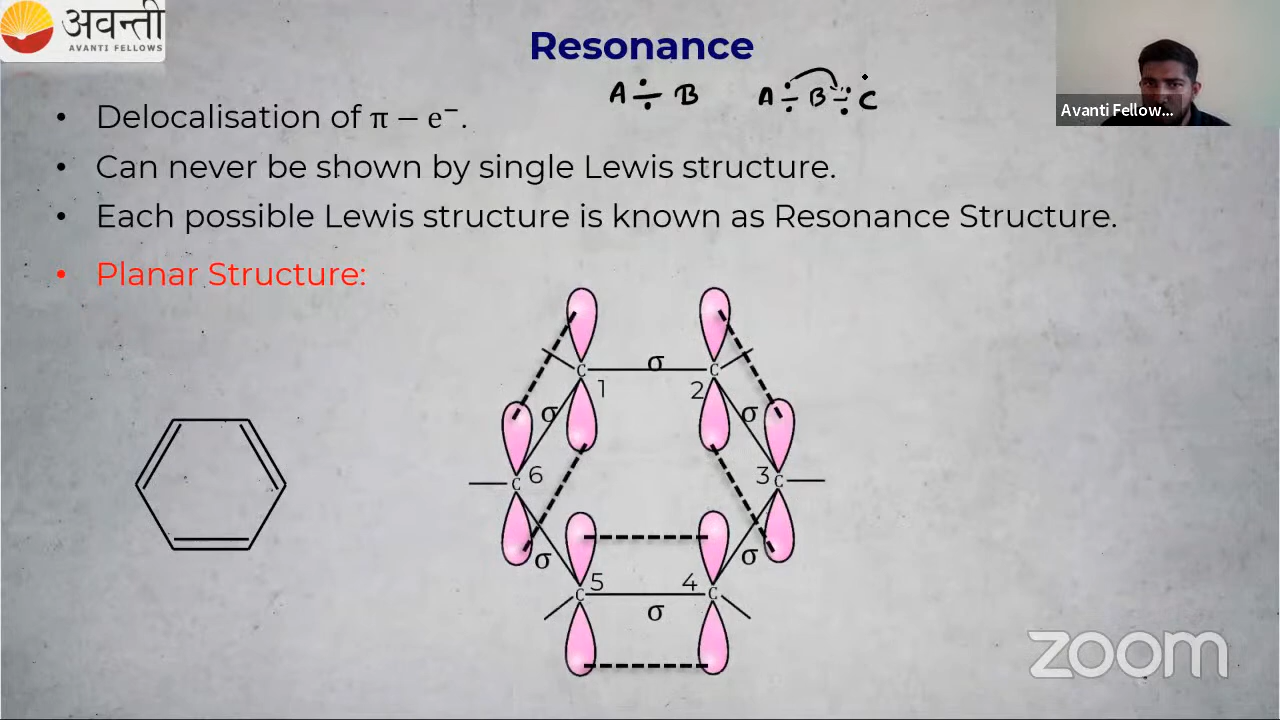 अवन्ती
AVANTI FELLOWS
Resonance
A ÷ B A ÷ B ÷ C
Avanti Fellow...
• Delocalisation of π − e⁻.
• Can never be shown by single Lewis structure.
• Each possible Lewis structure is known as Resonance Structure.
• Planar Structure:
σ
C C
1 2
σ σ
6 3
C C
σ σ
5 4
C C
σ
zoom